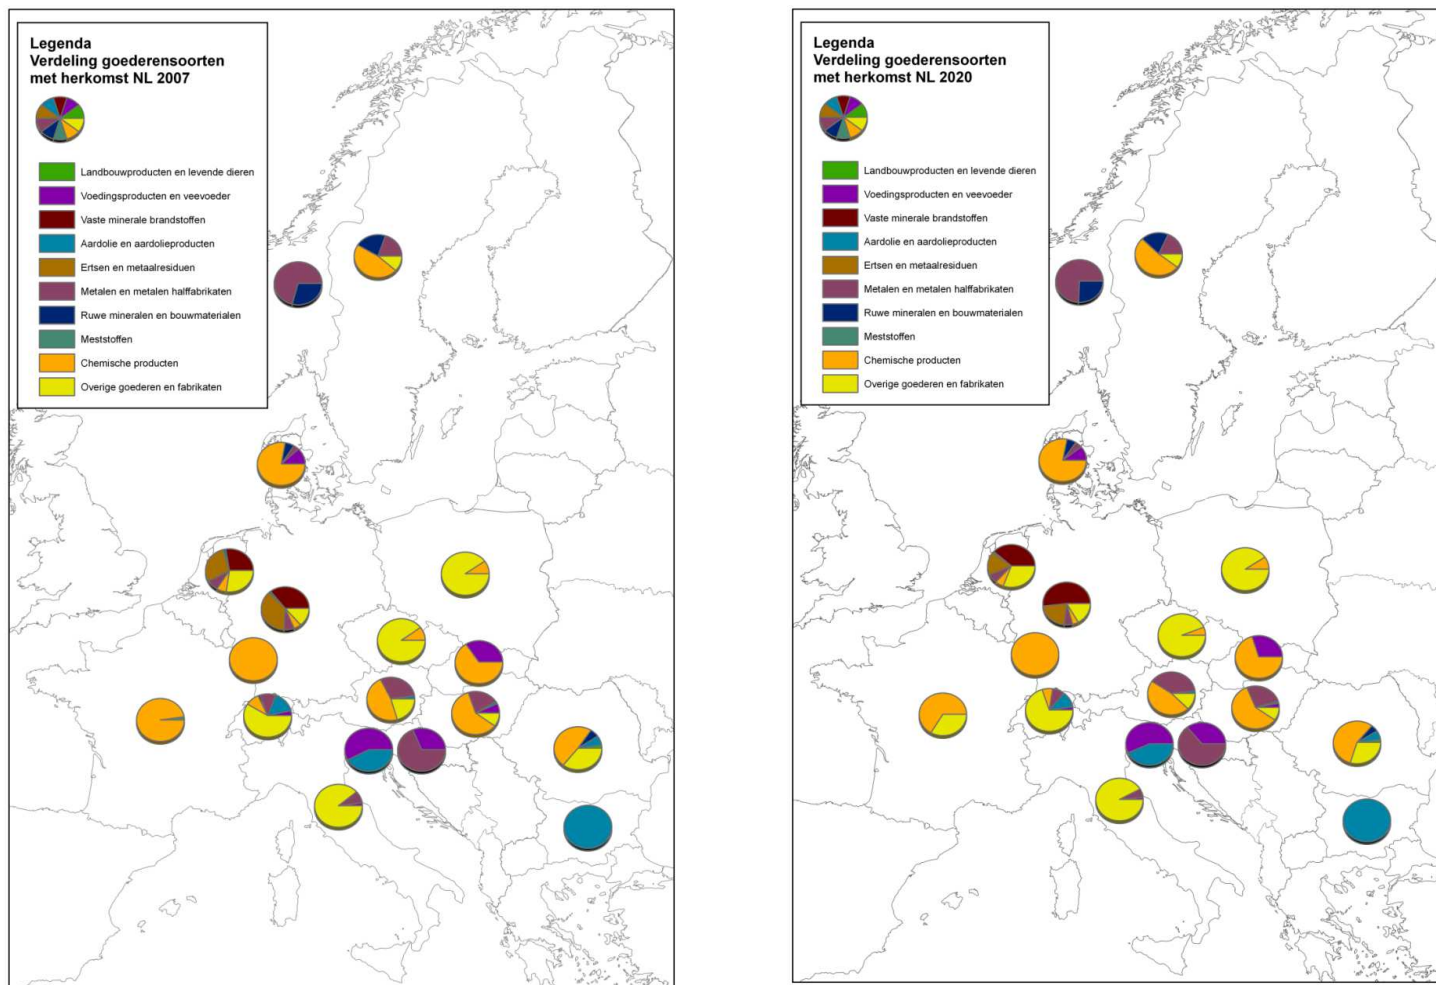 Legenda
Verdeling goederensoorten
met herkomst NL 2007
Landbouwproducten en levende dieren
Voedingsproducten en veevoeder
Vaste minerale brandstoffen
Aardolie en aardolieproducten
Ertsen en metaalresiduen
Metalen en metalen halffabrikaten
Ruwe mineralen en bouwmaterialen
Meststoffen
Chemische producten
Overige goederen en fabrikaten
Legenda
Verdeling goederensoorten
met herkomst NL 2020
Landbouwproducten en levende dieren
Voedingsproducten en veevoeder
Vaste minerale brandstoffen
Aardolie en aardolieproducten
Ertsen en metaalresiduen
Metalen en metalen halffabrikaten
Ruwe mineralen en bouwmaterialen
Meststoffen
Chemische producten
Overige goederen en fabrikaten